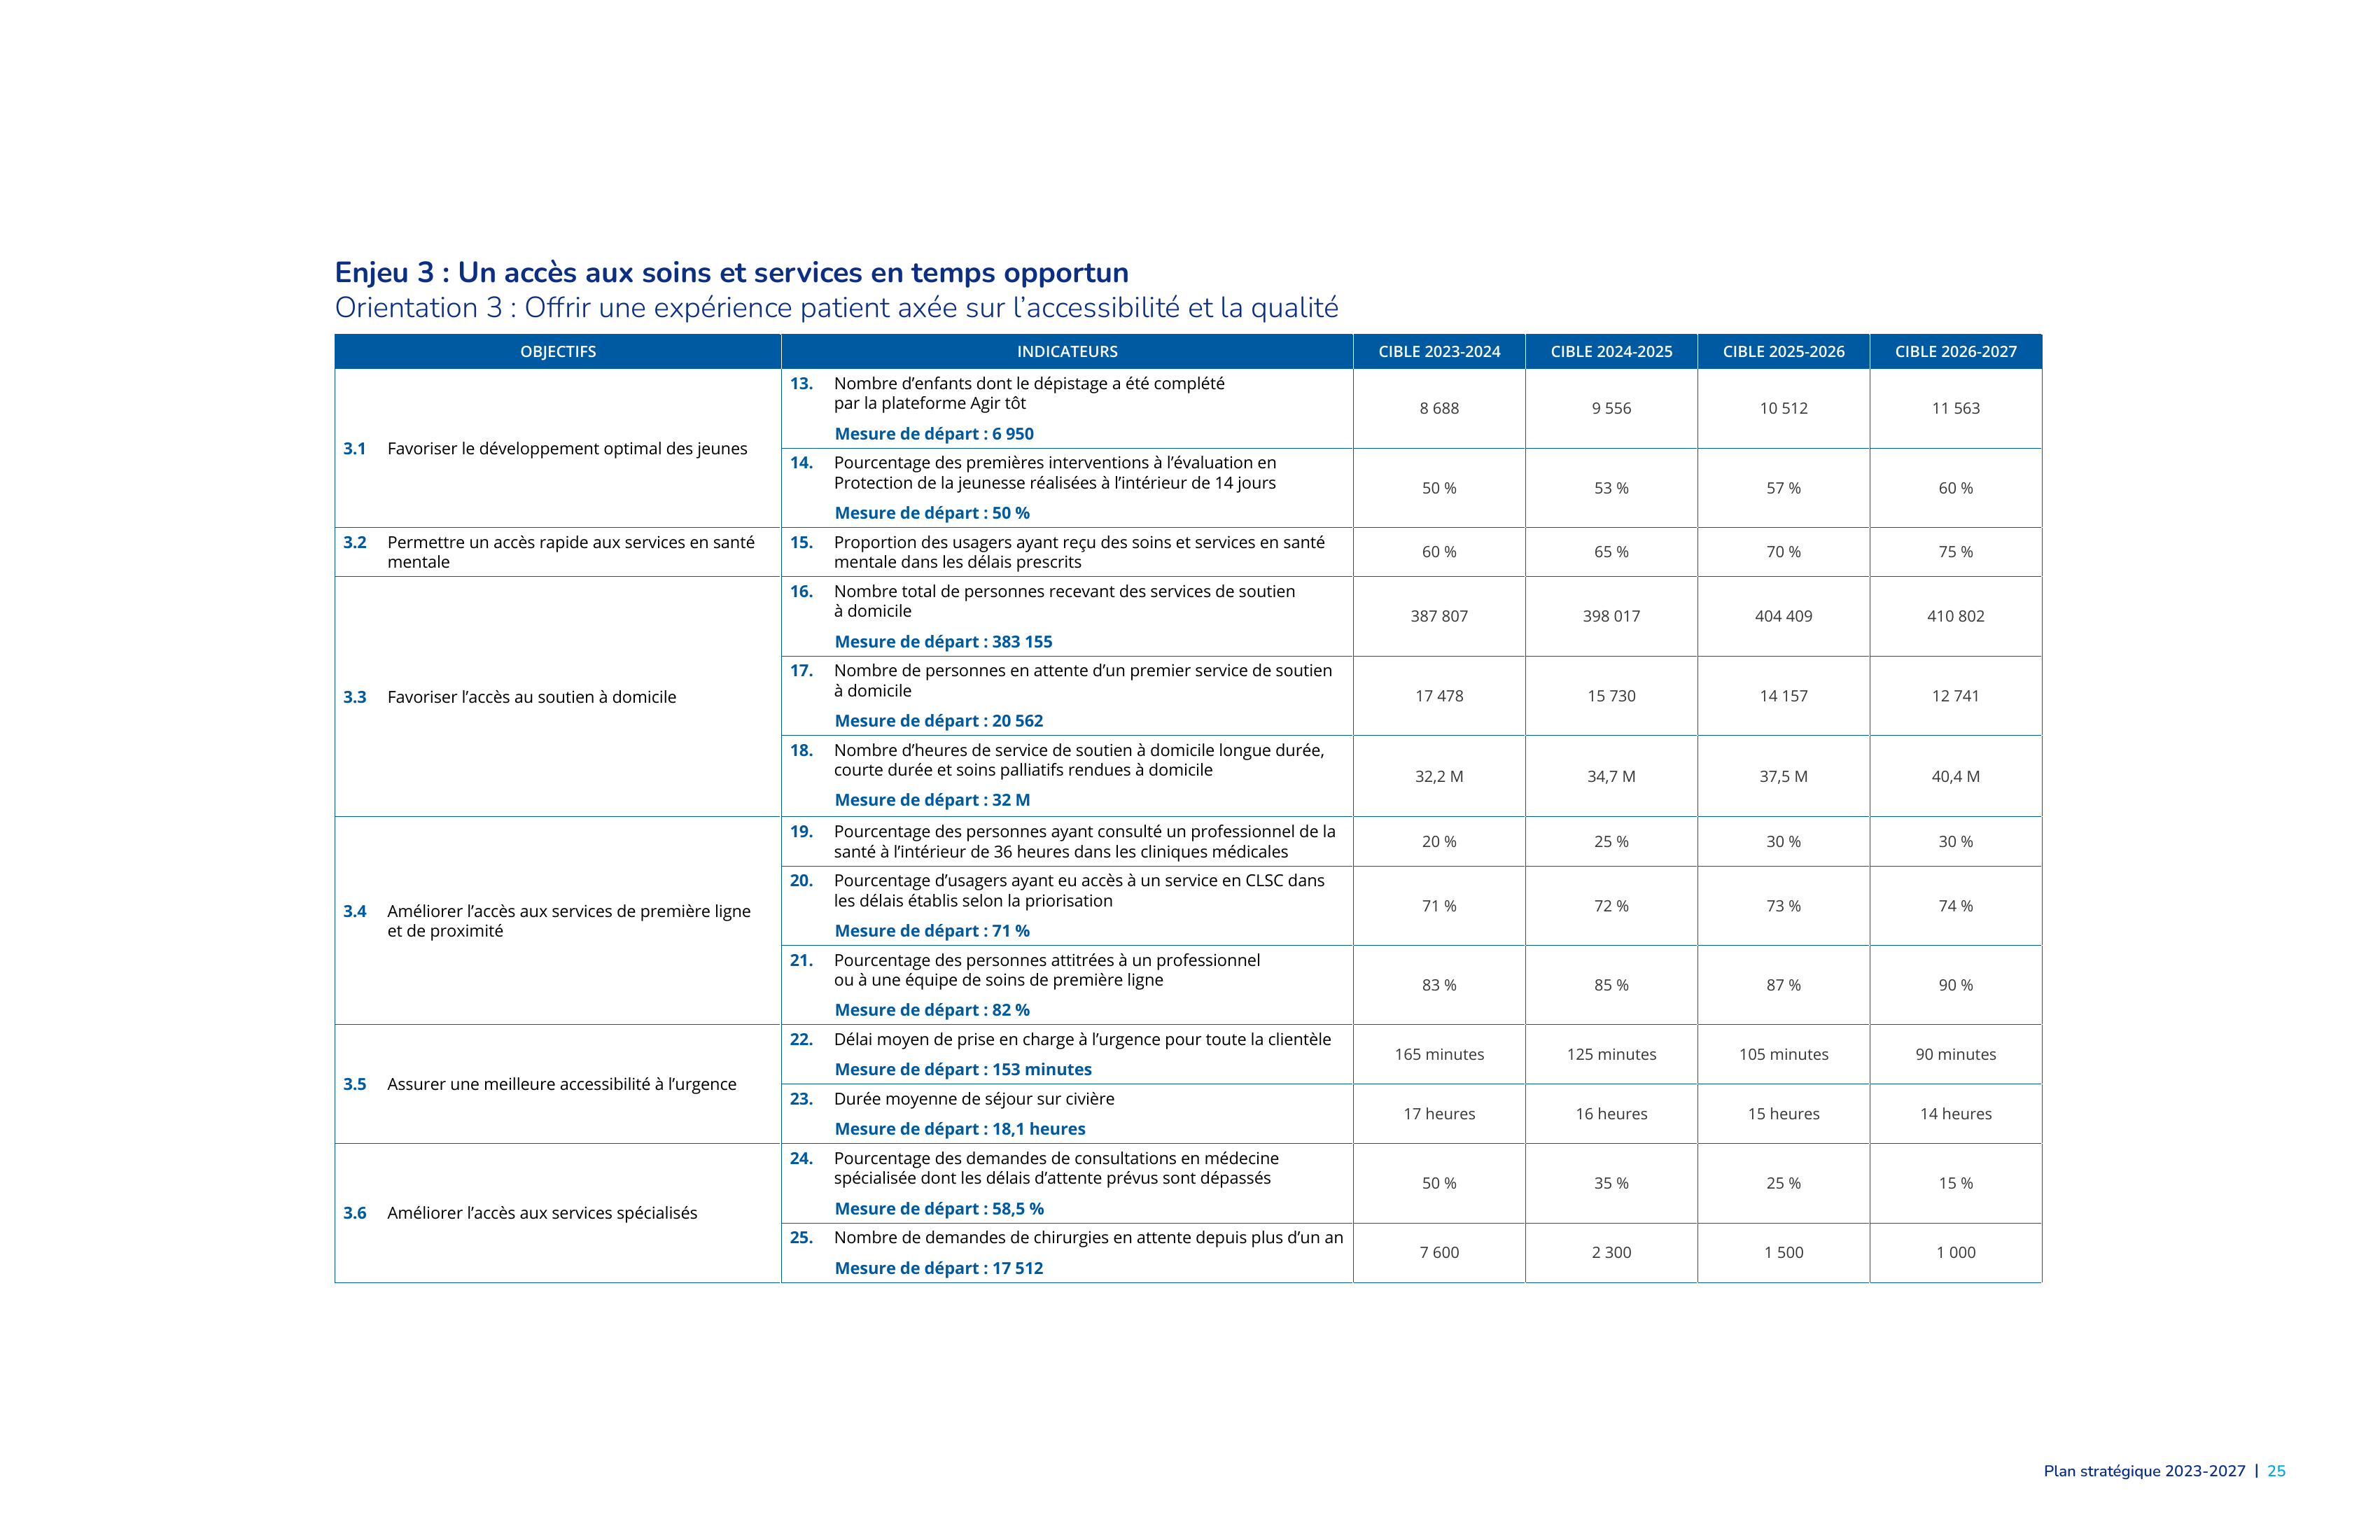 Enjeu 3 : Un accès aux soins et services en temps opportun
Orientation 3 : Offrir une expérience patient axée sur l’accessibilité et la qualité
OBJECTIFS INDICATEURS CIBLE 2023-2024 CIBLE 2024-2025 CIBLE 2025-2026 CIBLE 2026-2027
3.1 Favoriser le développement optimal des jeunes
13. Nombre d’enfants dont le dépistage a été complété
par la plateforme Agir tôt
Mesure de départ : 6 950
8 688 9 556 10 512 11 563
14. Pourcentage des premières interventions à l’évaluation en
Protection de la jeunesse réalisées à l’intérieur de 14 jours
Mesure de départ : 50 %
50 % 53 % 57 % 60 %
3.2 Permettre un accès rapide aux services en santé
mentale
15. Proportion des usagers ayant reçu des soins et services en santé
mentale dans les délais prescrits
60 % 65 % 70 % 75 %
3.3 Favoriser l’accès au soutien à domicile
16. Nombre total de personnes recevant des services de soutien
à domicile
Mesure de départ : 383 155
387 807 398 017 404 409 410 802
17. Nombre de personnes en attente d’un premier service de soutien
à domicile
Mesure de départ : 20 562
17 478 15 730 14 157 12 741
18. Nombre d’heures de service de soutien à domicile longue durée,
courte durée et soins palliatifs rendues à domicile
Mesure de départ : 32 M
32,2 M 34,7 M 37,5 M 40,4 M
3.4 Améliorer l’accès aux services de première ligne
et de proximité
19. Pourcentage des personnes ayant consulté un professionnel de la
santé à l’intérieur de 36 heures dans les cliniques médicales
20 % 25 % 30 % 30 %
20. Pourcentage d’usagers ayant eu accès à un service en CLSC dans
les délais établis selon la priorisation
Mesure de départ : 71 %
71 % 72 % 73 % 74 %
21. Pourcentage des personnes attitrées à un professionnel
ou à une équipe de soins de première ligne
Mesure de départ : 82 %
83 % 85 % 87 % 90 %
3.5 Assurer une meilleure accessibilité à l’urgence
22. Délai moyen de prise en charge à l’urgence pour toute la clientèle
Mesure de départ : 153 minutes
165 minutes 125 minutes 105 minutes 90 minutes
23. Durée moyenne de séjour sur civière
Mesure de départ : 18,1 heures
17 heures 16 heures 15 heures 14 heures
3.6 Améliorer l’accès aux services spécialisés
24. Pourcentage des demandes de consultations en médecine
spécialisée dont les délais d’attente prévus sont dépassés
Mesure de départ : 58,5 %
50 % 35 % 25 % 15 %
25. Nombre de demandes de chirurgies en attente depuis plus d’un an
Mesure de départ : 17 512
7 600 2 300 1 500 1 000
Plan stratégique 2023-2027 | 25